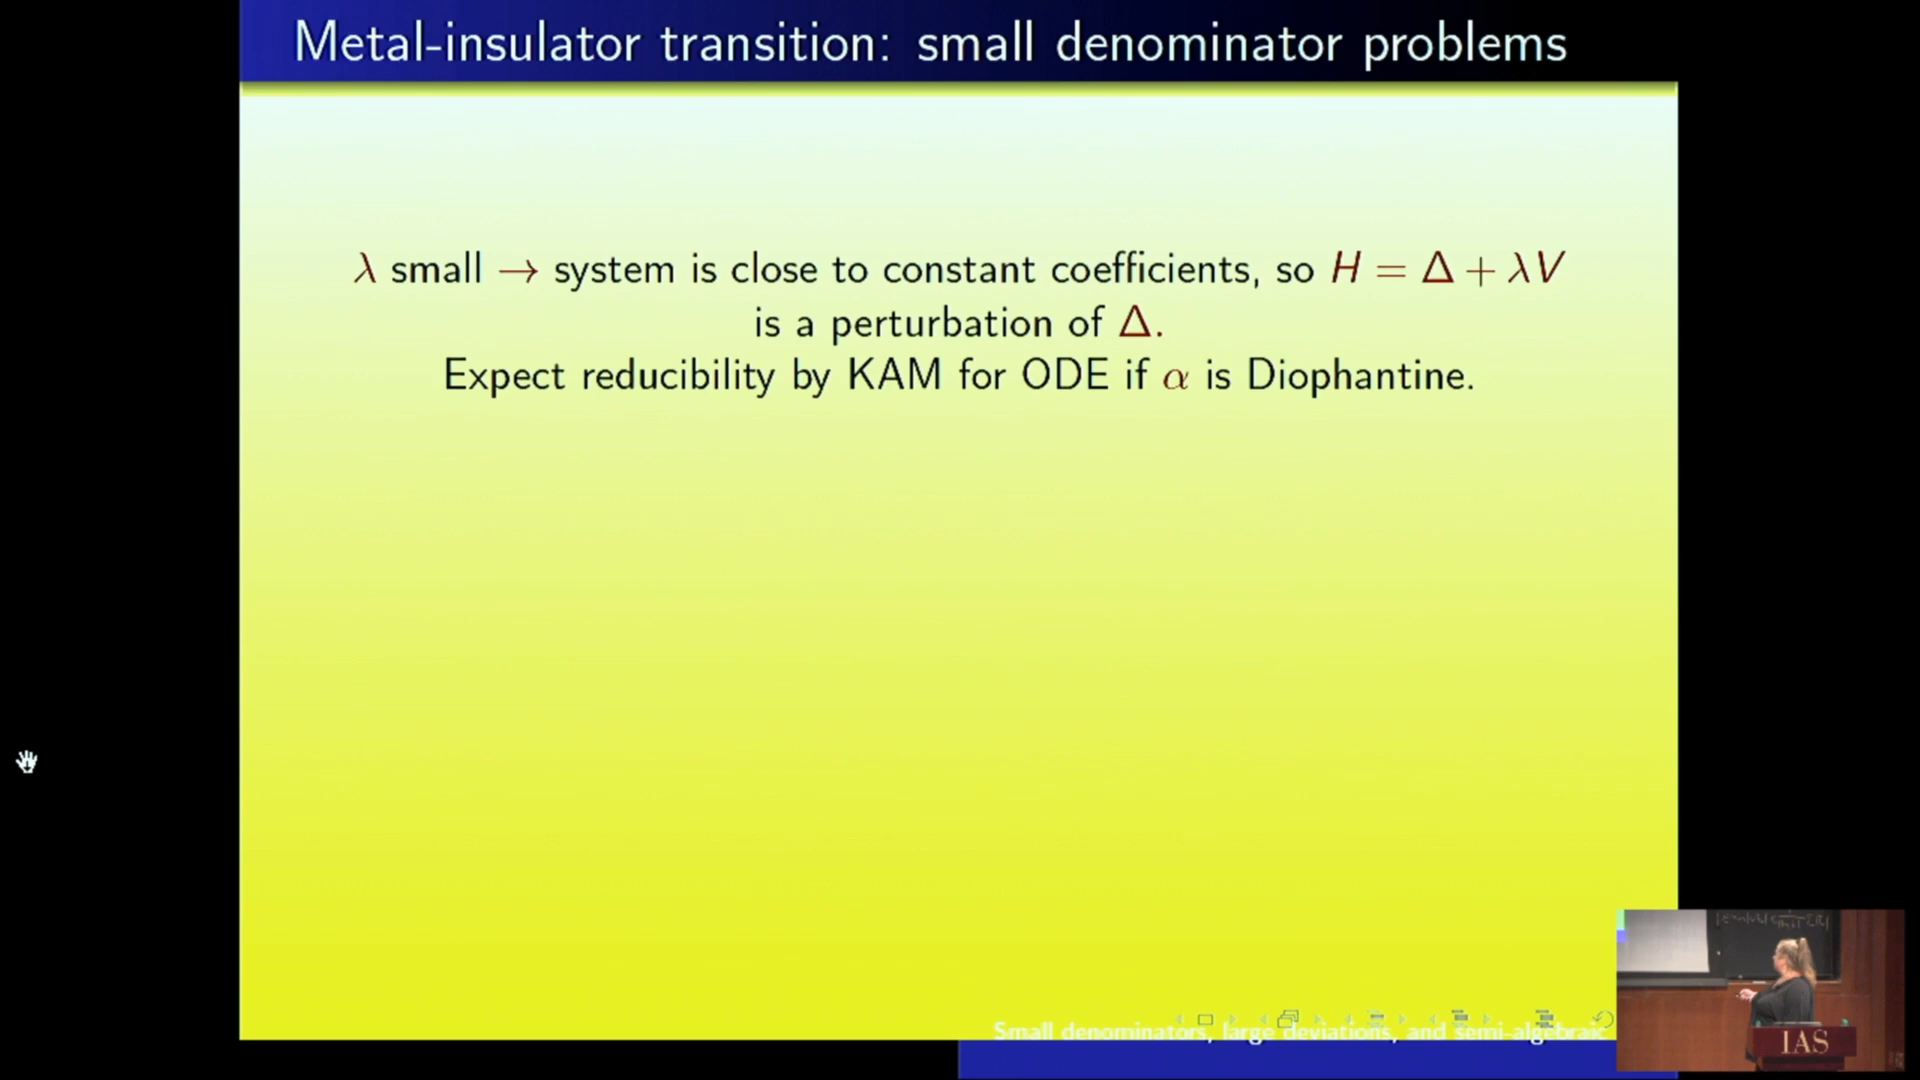 Metal-insulator transition: small denominator problems
λ small → system is close to constant coefficients, so H = Δ + λV
is a perturbation of Δ.
Expect reducibility by KAM for ODE if α is Diophantine.
Small denominators, large deviations, and semi-algebraic
IAS